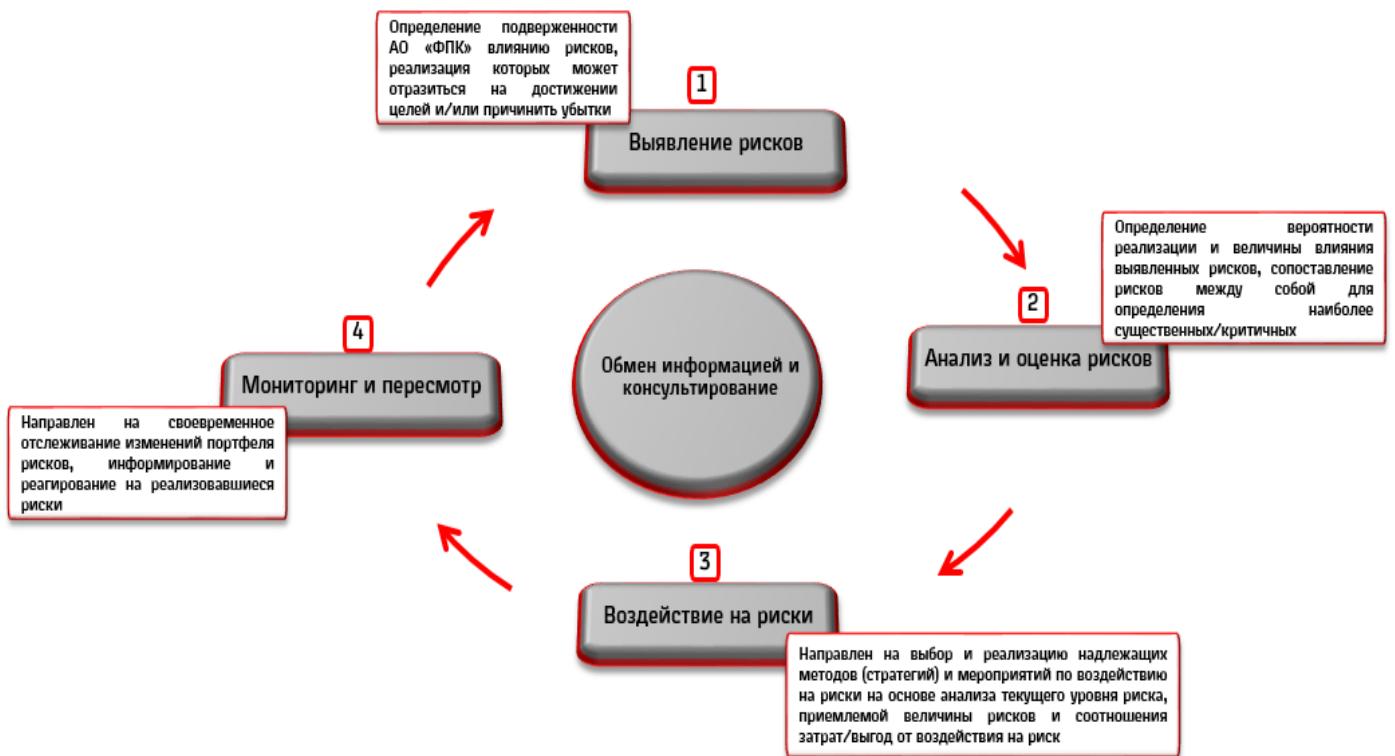 Определение подверженности
АО «ФПК» влиянию рисков,
реализация которых может
отразиться на достижении
целей и/или причинить убытки
1
Выявление рисков
Определение вероятности
реализации и величины влияния
выявленных рисков, сопоставление
рисков между собой для
определения наиболее
существенных/критичных
2
Анализ и оценка рисков
Обмен информацией и
консультирование
4
Мониторинг и пересмотр
Направлен на своевременное
отслеживание изменений портфеля
рисков, информирование и
реагирование на реализовавшиеся
риски
3
Воздействие на риски
Направлен на выбор и реализацию надлежащих
методов (стратегий) и мероприятий по воздействию
на риски на основе анализа текущего уровня риска,
приемлемой величины рисков и соотношения
затрат/выгод от воздействия на риск